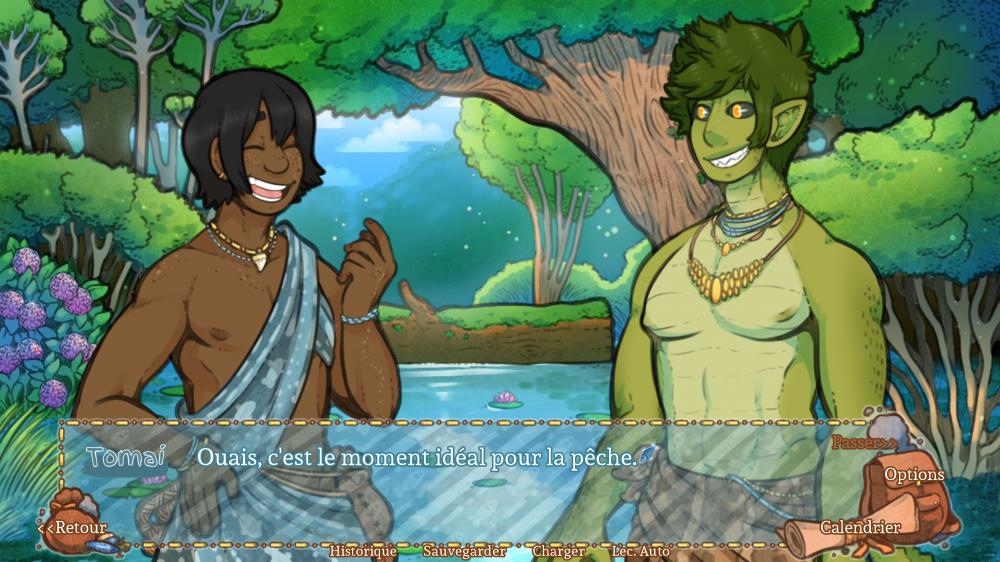 Passer>>
Tomai
Ouais, c'est le moment idéal pour la pêche.
Options
<<Retour
Calendrier
Historique Sauvegarder Charger Lec. Auto